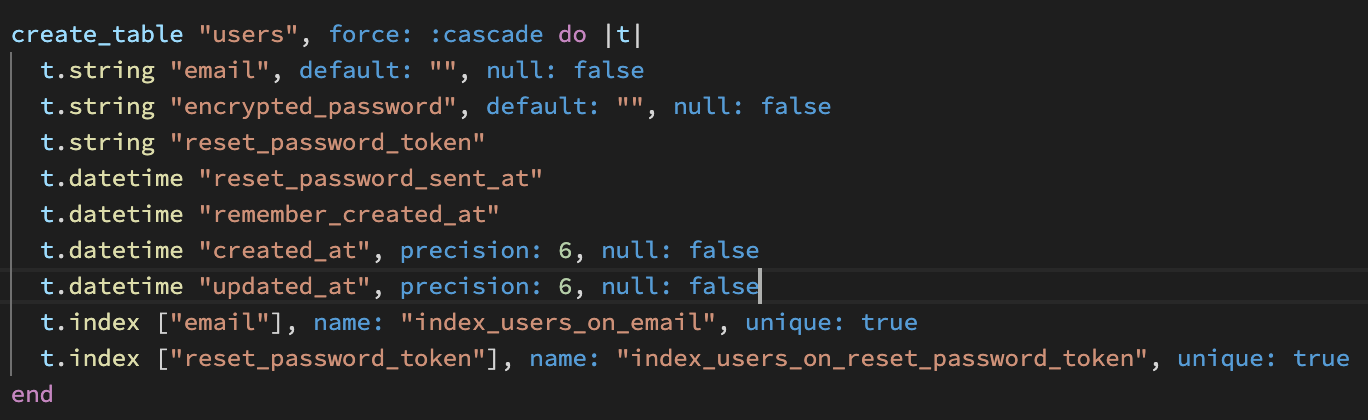 create_table "users", force: :cascade do |t|
  t.string "email", default: "", null: false
  t.string "encrypted_password", default: "", null: false
  t.string "reset_password_token"
  t.datetime "reset_password_sent_at"
  t.datetime "remember_created_at"
  t.datetime "created_at", precision: 6, null: false
  t.datetime "updated_at", precision: 6, null: false
  t.index ["email"], name: "index_users_on_email", unique: true
  t.index ["reset_password_token"], name: "index_users_on_reset_password_token", unique: true
end